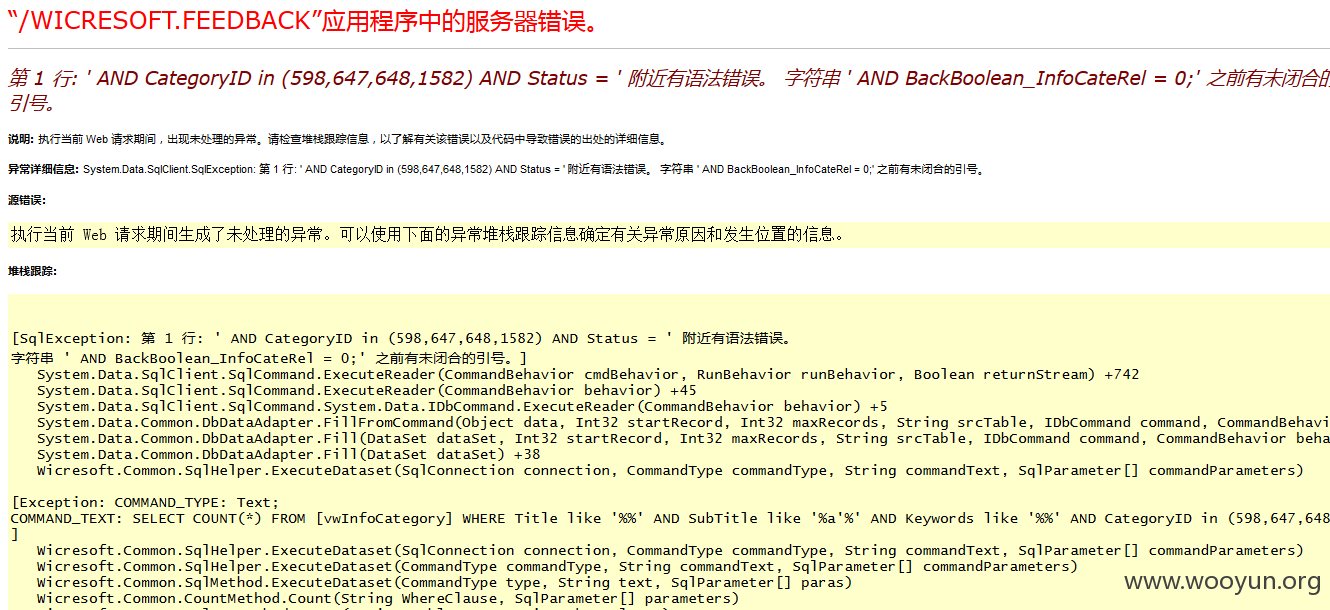 “/WICRESOFT.FEEDBACK”应用程序中的服务器错误。
第 1 行: ' AND CategoryID in (598,647,648,1582) AND Status = ' 附近有语法错误。 字符串 ' AND BackBoolean_InfoCateRel = 0;' 之前有未闭合的
引号。
说明: 执行当前 Web 请求期间，出现未处理的异常。请检查堆栈跟踪信息，以了解有关该错误以及代码中导致错误的出处的详细信息。
异常详细信息: System.Data.SqlClient.SqlException: 第 1 行: ' AND CategoryID in (598,647,648,1582) AND Status = ' 附近有语法错误。 字符串 ' AND BackBoolean_InfoCateRel = 0;' 之前有未闭合的引号。
源错误:
执行当前 Web 请求期间生成了未处理的异常。可以使用下面的异常堆栈跟踪信息确定有关异常原因和发生位置的信息。
堆栈跟踪:
[SqlException: 第 1 行: ' AND CategoryID in (598,647,648,1582) AND Status = ' 附近有语法错误。
字符串 ' AND BackBoolean_InfoCateRel = 0;' 之前有未闭合的引号。]
System.Data.SqlClient.SqlCommand.ExecuteReader(CommandBehavior cmdBehavior, RunBehavior runBehavior, Boolean returnStream) +742
System.Data.SqlClient.SqlCommand.ExecuteReader(CommandBehavior behavior) +45
System.Data.SqlClient.SqlCommand.System.Data.IDbCommand.ExecuteReader(CommandBehavior behavior) +5
System.Data.Common.DbDataAdapter.FillFromCommand(Object data, Int32 startRecord, Int32 maxRecords, String srcTable, IDbCommand command, CommandBehavi
System.Data.Common.DbDataAdapter.Fill(DataSet dataSet, Int32 startRecord, Int32 maxRecords, String srcTable, IDbCommand command, CommandBehavior beha
System.Data.Common.DbDataAdapter.Fill(DataSet dataSet) +38
Wicresoft.Common.SqlHelper.ExecuteDataset(SqlConnection connection, CommandType commandType, String commandText, SqlParameter[] commandParameters)
[Exception: COMMAND_TYPE: Text;
COMMAND_TEXT: SELECT COUNT(*) FROM [vwInfoCategory] WHERE Title like '%%' AND SubTitle like '%a'%' AND Keywords like '%%' AND CategoryID in (598,647,648
]
Wicresoft.Common.SqlHelper.ExecuteDataset(SqlConnection connection, CommandType commandType, String commandText, SqlParameter[] commandParameters)
Wicresoft.Common.SqlHelper.ExecuteDataset(CommandType commandType, String commandText, SqlParameter[] commandParameters)
Wicresoft.Common.SqlMethod.ExecuteDataset(CommandType type, String text, SqlParameter[] paras)
Wicresoft.Common.CountMethod.Count(String WhereClause, SqlParameter[] parameters)
www.wooyun.org